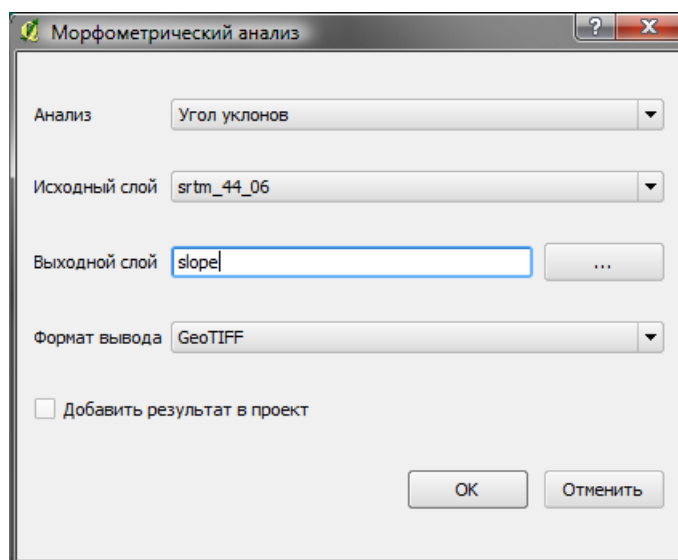 Морфометрический анализ
Анализ Угол уклонов
Исходный слой srtm_44_06
Выходной слой slope ...
Формат вывода GeoTIFF
Добавить результат в проект
OK Отменить